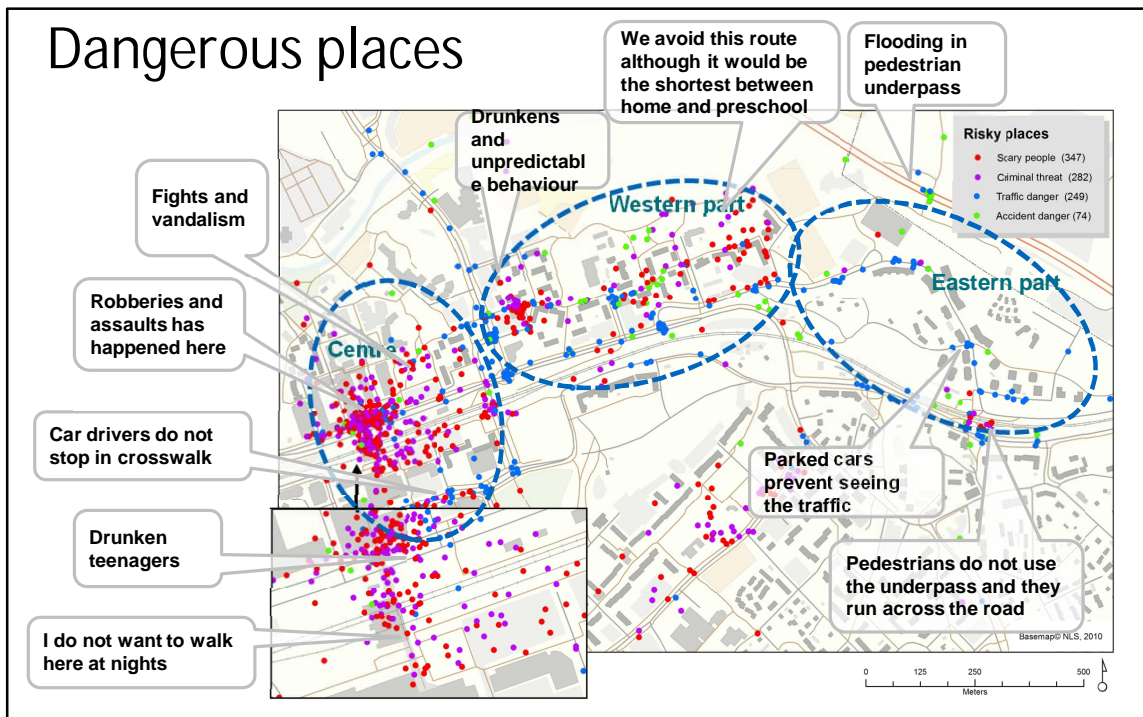 Dangerous places
We avoid this route
although it would be
the shortest between
home and preschool
Flooding in
pedestrian
underpass
Drunkens
and
unpredictabl
e behaviour
Risky places
Scary people (347)
Criminal threat (282)
Traffic danger (249)
Accident danger (74)
Fights and
vandalism
Western part
Eastern part
Robberies and
assaults has
happened here
Centre
Car drivers do not
stop in crosswalk
Parked cars
prevent seeing
the traffic
Drunken
teenagers
Pedestrians do not use
the underpass and they
run across the road
I do not want to walk
here at nights
Basemap© NLS, 2010
0 125 250 500
Meters